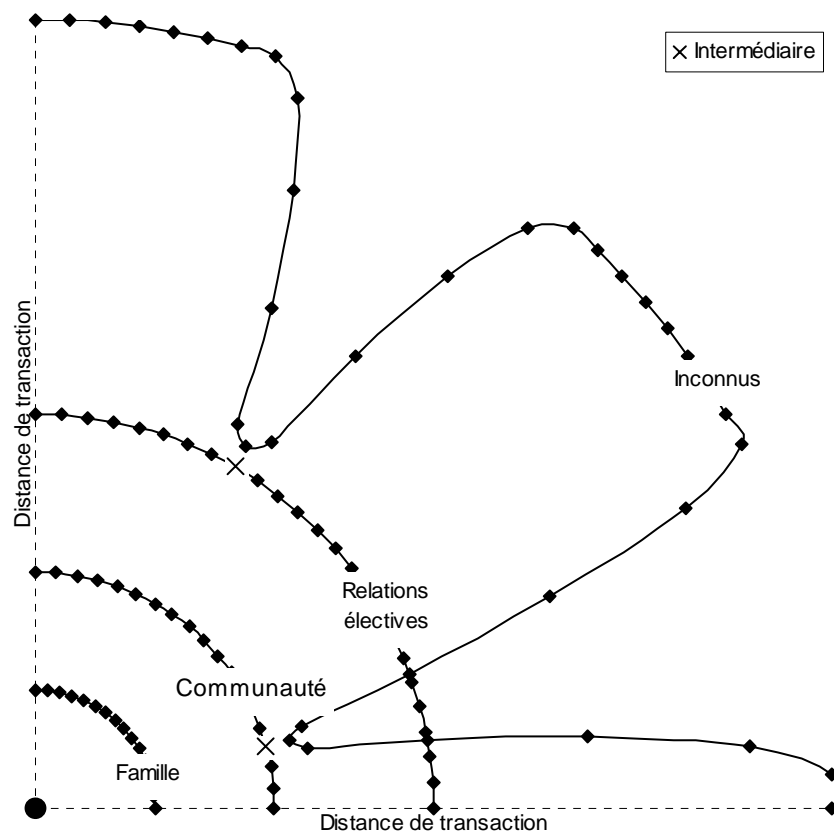 × Intermédiaire
Distance de transaction
Inconnus
Relations
électives
Communauté
Famille
Distance de transaction